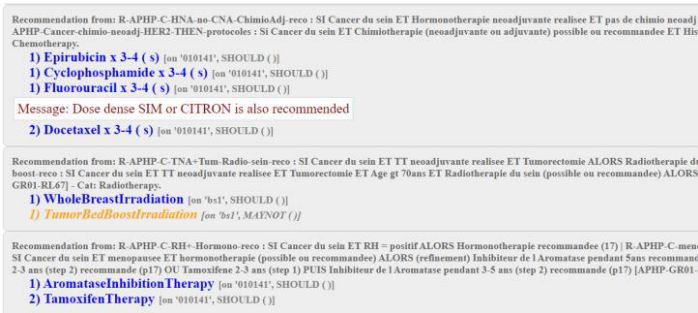 Recommendation from: R-APHP-C-HNA-no-CNA-ChimioAdj-reco : SI Cancer du sein ET Hormonotherapie neoadjuvante realisee ET pas de chimio neoadj
APHP-Cancer-chimio-neoadj-HER2-THEN-protocoles : Si Cancer du sein ET Chimiotherapie (neoadjuvante ou adjuvante) possible ou recommandee ET His
Chemotherapy.
1) Epirubicin x 3-4 ( s) [on '010141', SHOULD ( )]
1) Cyclophosphamide x 3-4 ( s) [on '010141', SHOULD ( )]
1) Fluorouracil x 3-4 ( s) [on '010141', SHOULD ( )]
Message: Dose dense SIM or CITRON is also recommended
2) Docetaxel x 3-4 ( s) [on '010141', SHOULD ( )]
Recommendation from: R-APHP-C-TNA+Tum-Radio-sein-reco : SI Cancer du sein ET TT neoadjuvante realisee ET Tumorectomie ALORS Radiotherapie du
boost-reco : SI Cancer du sein ET TT neoadjuvante realisee ET Tumorectomie ET Age gt 70ans ET Radiotherapie du sein (possible ou recommandee) ALORS
GR01-RL67] - Cat: Radiotherapy.
1) WholeBreastIrradiation [on 'bs1', SHOULD ( )]
1) TumorBedBoostIrradiation [on 'bs1', MAYNOT ( )]
Recommendation from: R-APHP-C-RH+-Hormono-reco : SI Cancer du sein ET RH = positif ALORS Hormonotherapie recommandee (17) | R-APHP-C-meno
SI Cancer du sein ET menopausee ET hormonotherapie (possible ou recommandee) ALORS (refinement) Inhibiteur de l Aromatase pendant 5ans recommand
2-3 ans (step 2) recommande (p17) OU Tamoxifene 2-3 ans (step 1) PUIS Inhibiteur de l Aromatase pendant 3-5 ans (step 2) recommande (p17) [APHP-GR01-
1) AromataseInhibitionTherapy [on '010141', SHOULD ( )]
2) TamoxifenTherapy [on '010141', SHOULD ( )]